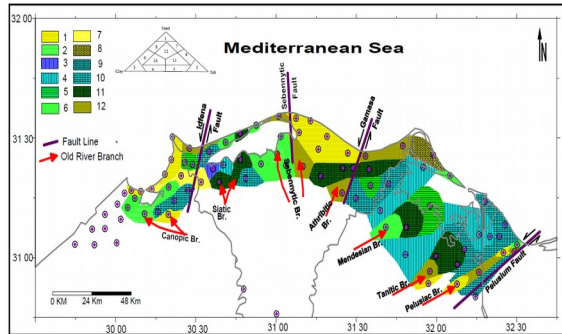 32 00
31.30
31.00
1
2
3
4
5
6
7
8
9
10
11
12
Sand
Clay
Silt
Mediterranean Sea
N
Fault Line
Old River Branch
Idfena
Fault
Sebennytic
Fault
Gamasa
Fault
Canopic Br.
Sebennytic Br.
Athribitic Br.
Mendesian Br.
Tanitic Br.
Pelusiac Br.
Pelusium Fault
0 KM 24 Km 48 Km
30.00 30.30 31.00 31.30 32.00 32.30